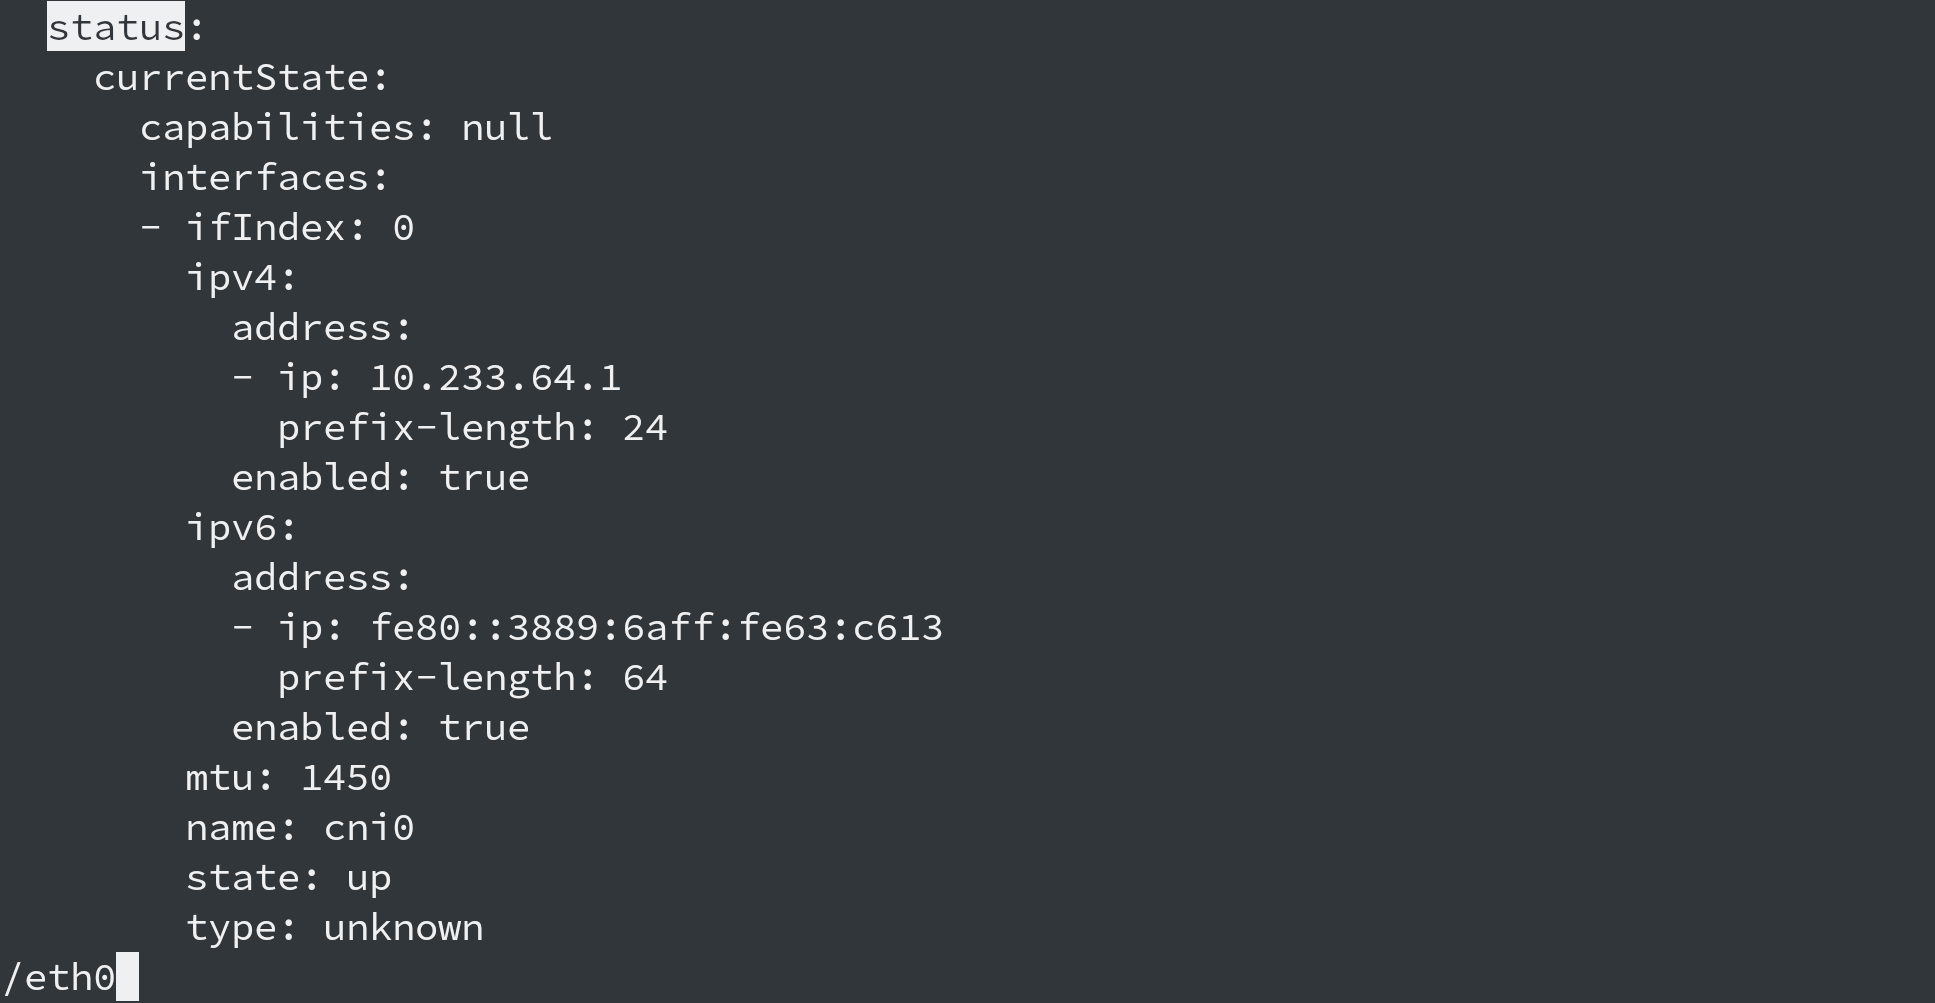 status:
currentState:
capabilities: null
interfaces:
- ifIndex: 0
ipv4:
address:
- ip: 10.233.64.1
prefix-length: 24
enabled: true
ipv6:
address:
- ip: fe80::3889:6aff:fe63:c613
prefix-length: 64
enabled: true
mtu: 1450
name: cni0
state: up
type: unknown
/eth0